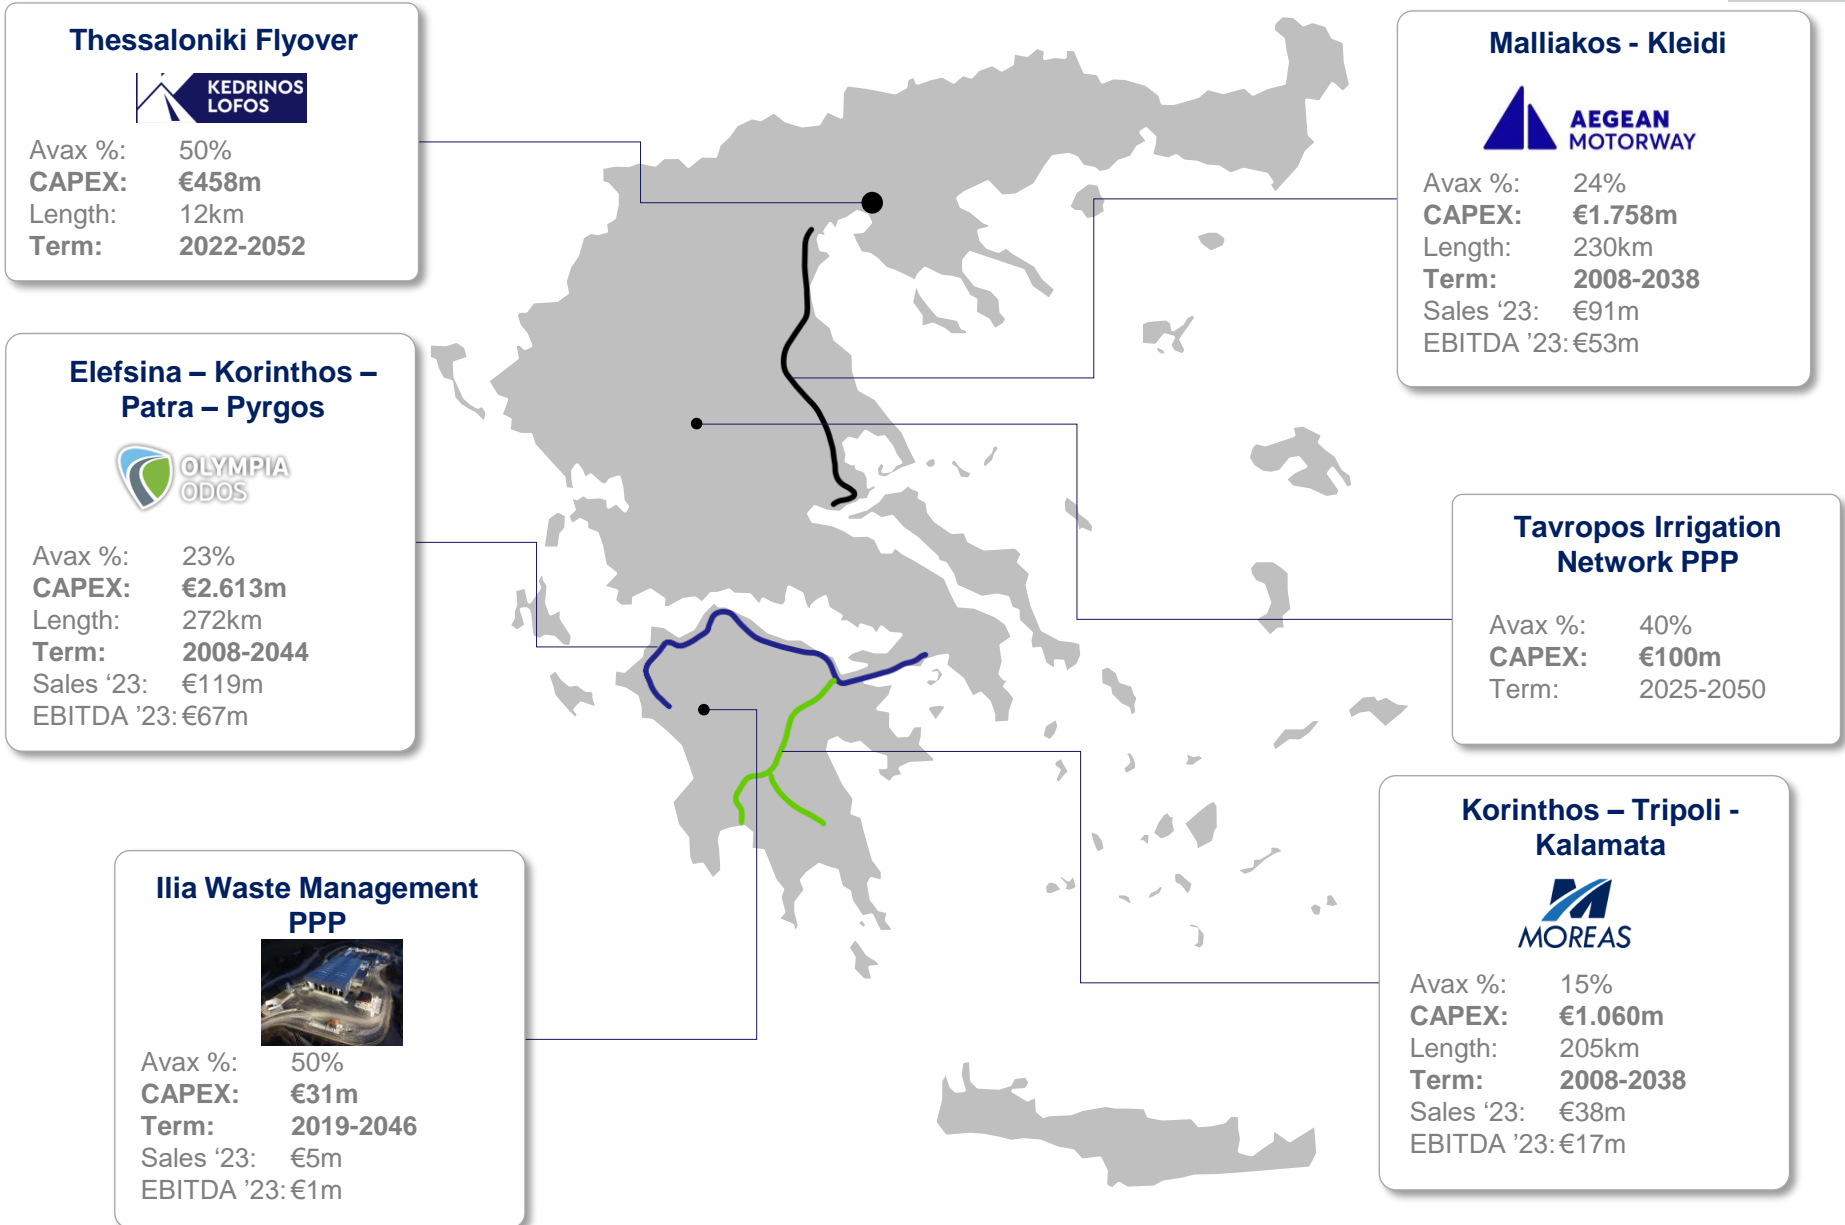 Thessaloniki Flyover
KEDRINOS
LOFOS
Avax %: 50%
CAPEX: €458m
Length: 12km
Term: 2022-2052
Malliakos - Kleidi
AEGEAN
MOTORWAY
Avax %: 24%
CAPEX: €1.758m
Length: 230km
Term: 2008-2038
Sales ‘23: €91m
EBITDA ’23: €53m
Elefsina – Korinthos –
Patra – Pyrgos
OLYMPIA
ODOS
Avax %: 23%
CAPEX: €2.613m
Length: 272km
Term: 2008-2044
Sales ‘23: €119m
EBITDA ’23: €67m
Tavropos Irrigation
Network PPP
Avax %: 40%
CAPEX: €100m
Term: 2025-2050
Ilia Waste Management
PPP
Avax %: 50%
CAPEX: €31m
Term: 2019-2046
Sales ‘23: €5m
EBITDA ’23: €1m
Korinthos – Tripoli -
Kalamata
MOREAS
Avax %: 15%
CAPEX: €1.060m
Length: 205km
Term: 2008-2038
Sales ‘23: €38m
EBITDA ’23: €17m